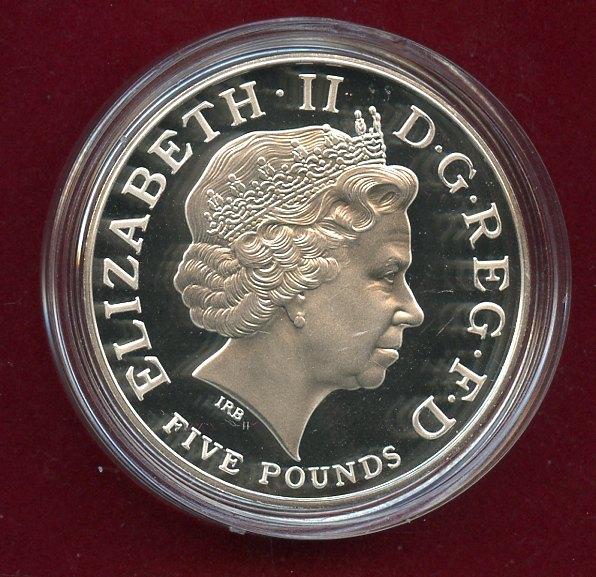 ELIZABETH · II D · G · REG · F · D
IRB
FIVE POUNDS